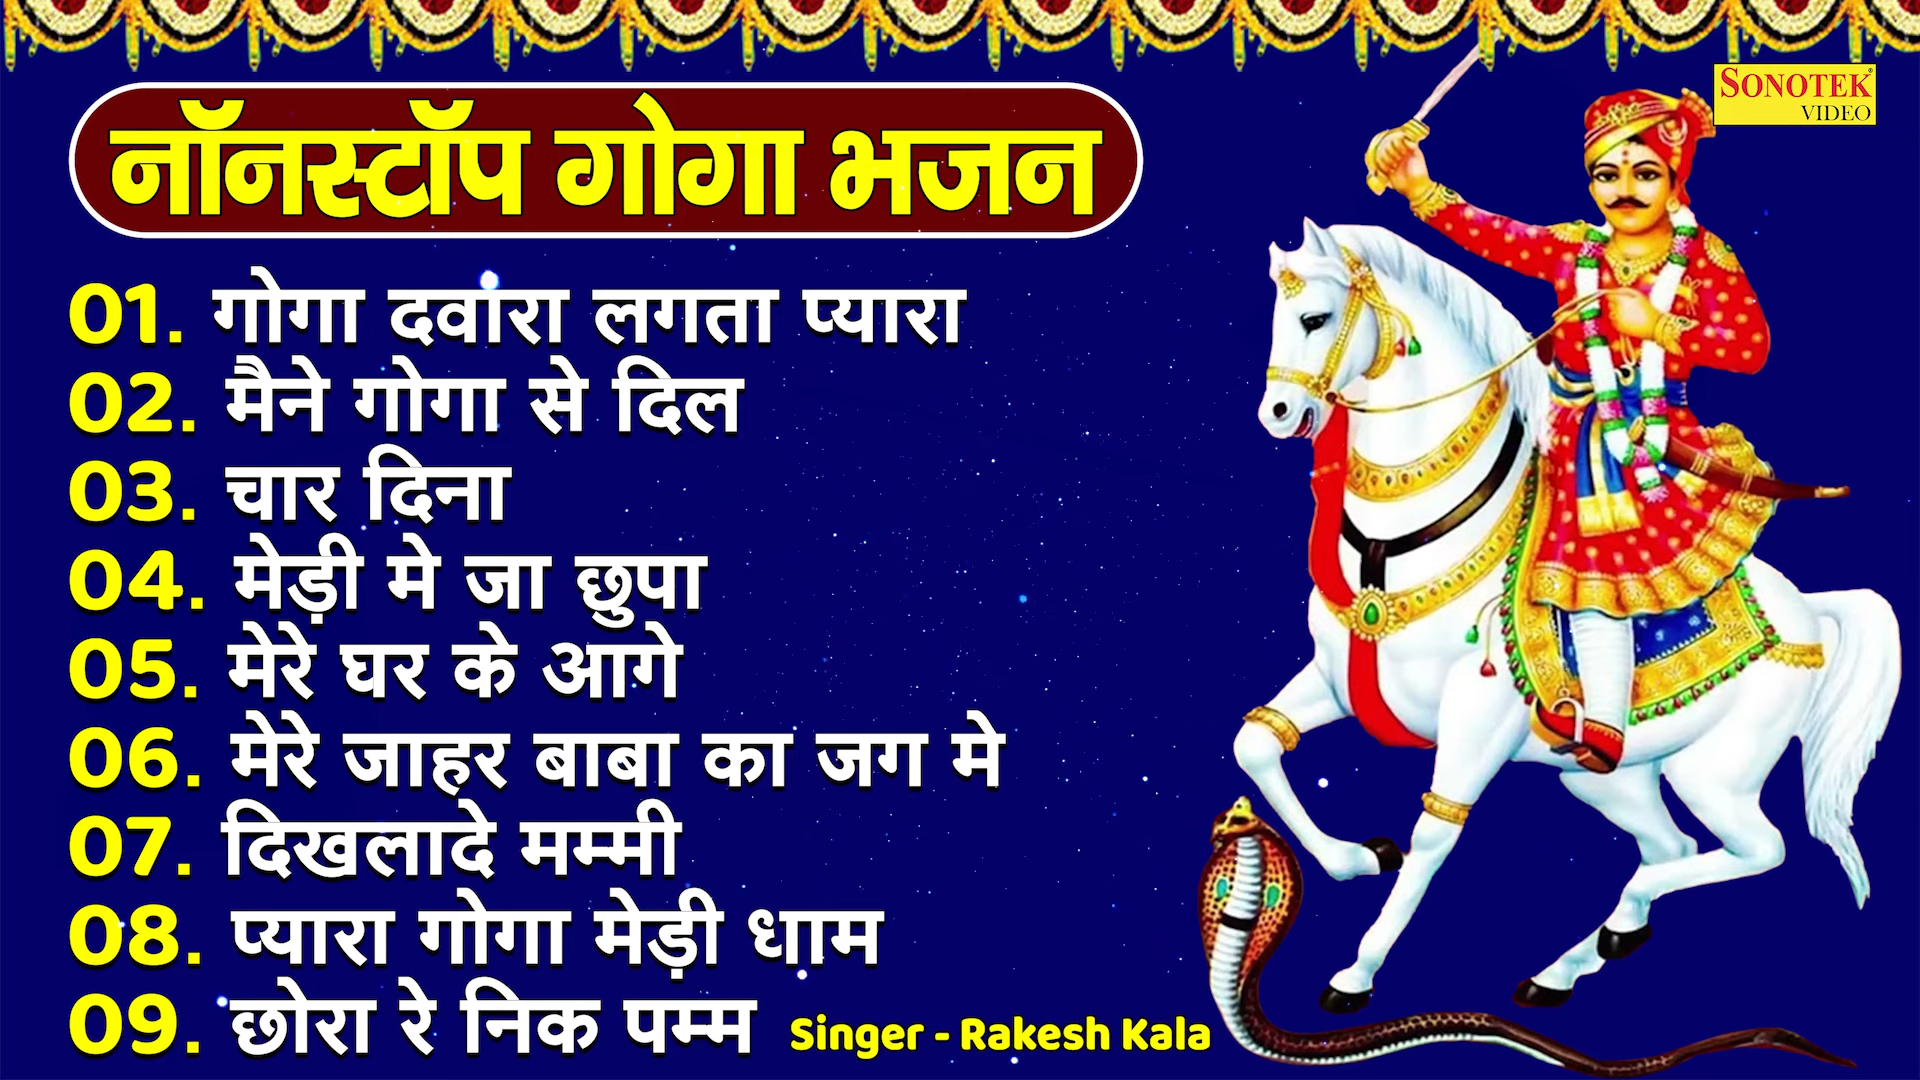 SONOTEK
VIDEO
नॉनस्टॉप गोगा भजन
01. गोगा दवारा लगता प्यारा
02. मैने गोगा से दिल
03. चार दिना
04. मेड़ी मे जा छुपा
05. मेरे घर के आगे
06. मेरे जाहर बाबा का जग मे
07. दिखलादे मम्मी
08. प्यारा गोगा मेड़ी धाम
09. छोरा रे निक पम्म
Singer - Rakesh Kala